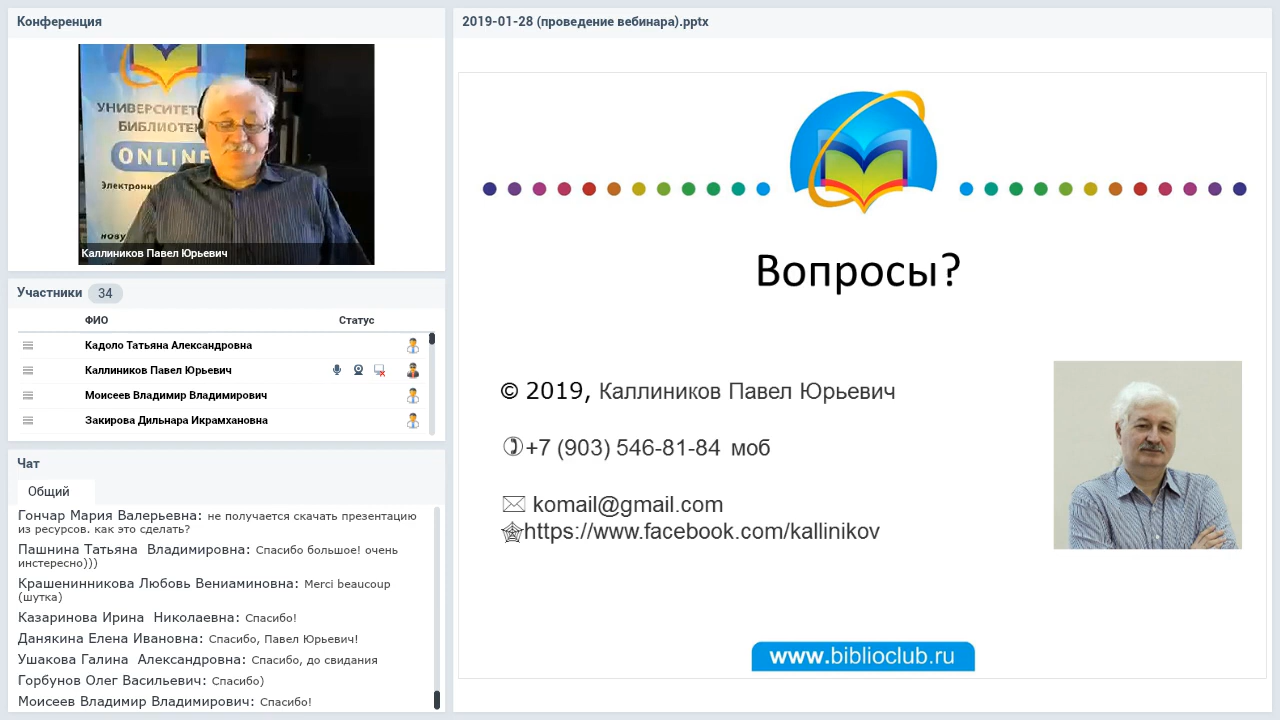 Конференция
УНИВЕРСИТЕТ
БИБЛИОТЕ
ONLINE
Электронн
нову
Каллиников Павел Юрьевич
Участники 34
ФИО Статус
Кадоло Татьяна Александровна
Каллиников Павел Юрьевич
Моисеев Владимир Владимирович
Закирова Дильнара Икрамхановна
Чат
Общий
Гончар Мария Валерьевна: не получается скачать презентацию
из ресурсов. как это сделать?
Пашнина Татьяна Владимировна: Спасибо большое! очень
инстересно)))
Крашенинникова Любовь Вениаминовна: Merci beaucoup
(шутка)
Казаринова Ирина Николаевна: Спасибо!
Данякина Елена Ивановна: Спасибо, Павел Юрьевич!
Ушакова Галина Александровна: Спасибо, до свидания
Горбунов Олег Васильевич: Спасибо)
Моисеев Владимир Владимирович: Спасибо!
2019-01-28 (проведение вебинара).pptx
Вопросы?
© 2019, Каллиников Павел Юрьевич
✆+7 (903) 546-81-84 моб
komail@gmail.com
https://www.facebook.com/kallinikov
www.biblioclub.ru